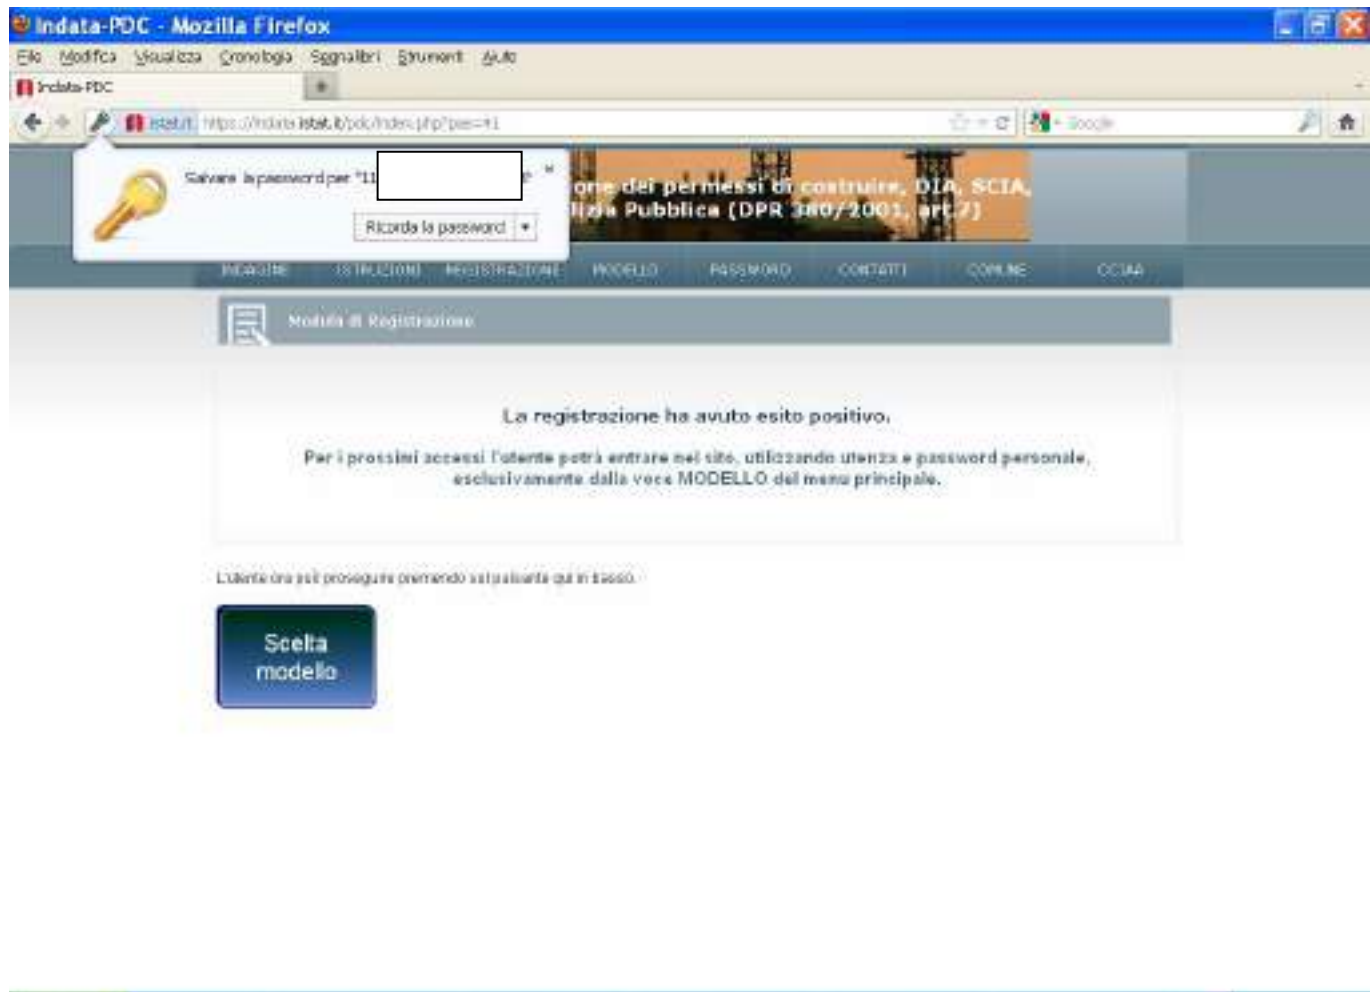 Indata-PDC - Mozilla Firefox
File Modifica Visualizza Cronologia Segnalibri Strumenti Aiuto
Indata-PDC
istat.it https://indata.istat.it/pdc/index.php Google
Salvare la password per "11
Ricorda la password
one dei permessi di costruire, DIA, SCIA,
lizia Pubblica (DPR 380/2001, art.7)
INDAGINE ISTRUZIONI REGISTRAZIONE MODELLO PASSWORD CONTATTI COMUNE CCIAA
Modulo di Registrazione
La registrazione ha avuto esito positivo.
Per i prossimi accessi l'utente potrà entrare nel sito, utilizzando utenza e password personale,
esclusivamente dalla voce MODELLO del menu principale.
L'utente ora può proseguire premendo sul pulsante qui in basso.
Scelta
modello